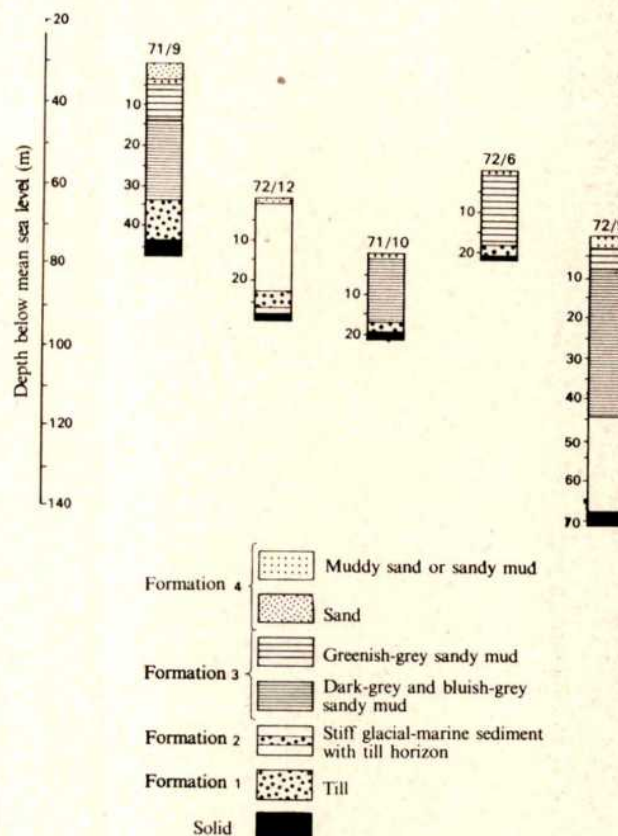 Depth below mean sea level (m)
20
40
60
80
100
120
140
71/9
10
20
30
40
72/12
10
20
71/10
10
20
72/6
10
20
72/
10
20
30
40
50
60
70
Formation 4
Muddy sand or sandy mud
Sand
Formation 3
Greenish-grey sandy mud
Dark-grey and bluish-grey
sandy mud
Formation 2
Stiff glacial-marine sediment
with till horizon
Formation 1
Till
Solid